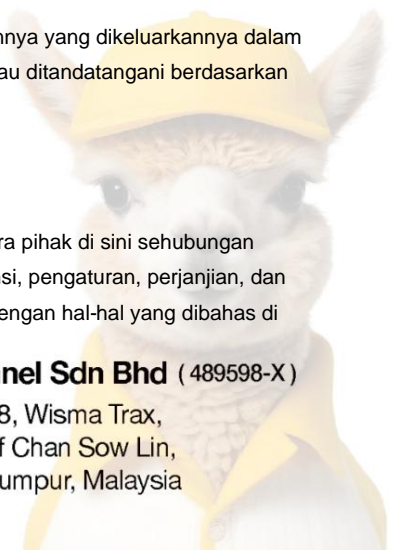 nnya yang dikeluarkannya dalam
au ditandatangani berdasarkan
ra pihak di sini sehubungan
si, pengaturan, perjanjian, dan
engan hal-hal yang dibahas di
nel Sdn Bhd ( 489598-X )
8, Wisma Trax,
f Chan Sow Lin,
umpur, Malaysia